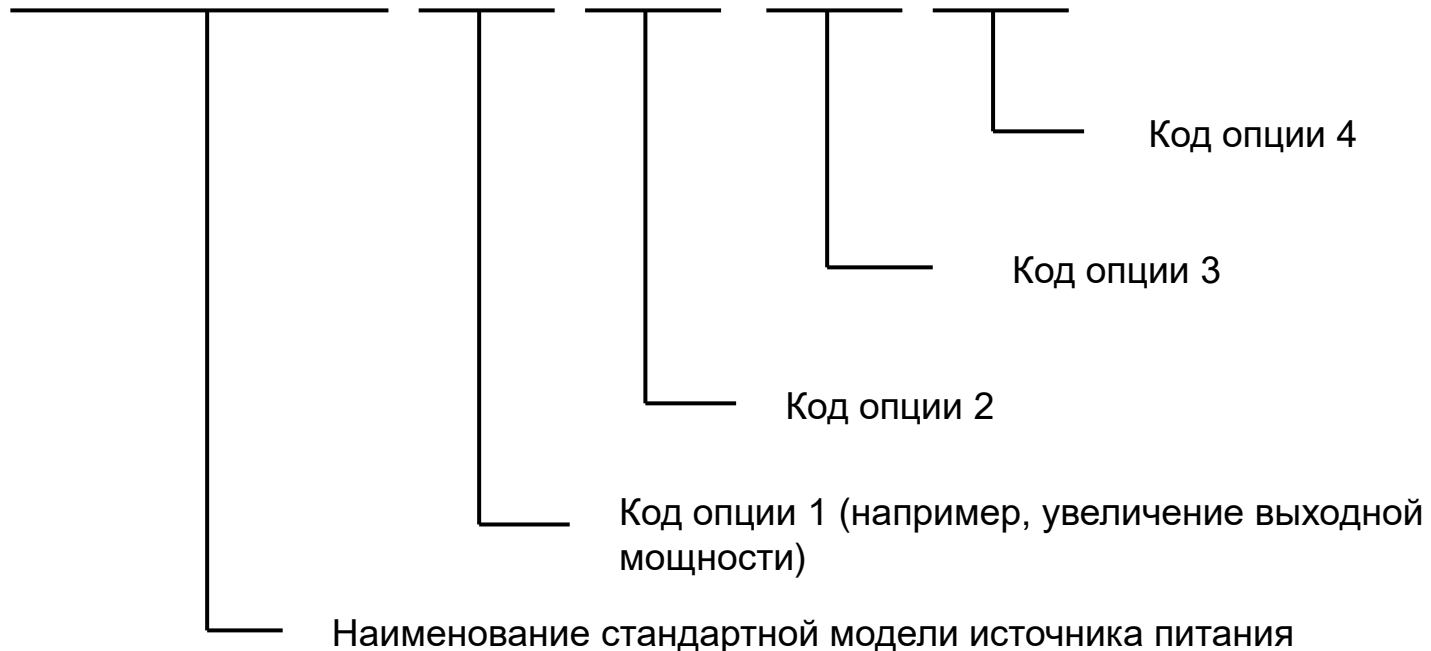 Код опции 4
Код опции 3
Код опции 2
Код опции 1 (например, увеличение выходной
мощности)
Наименование стандартной модели источника питания